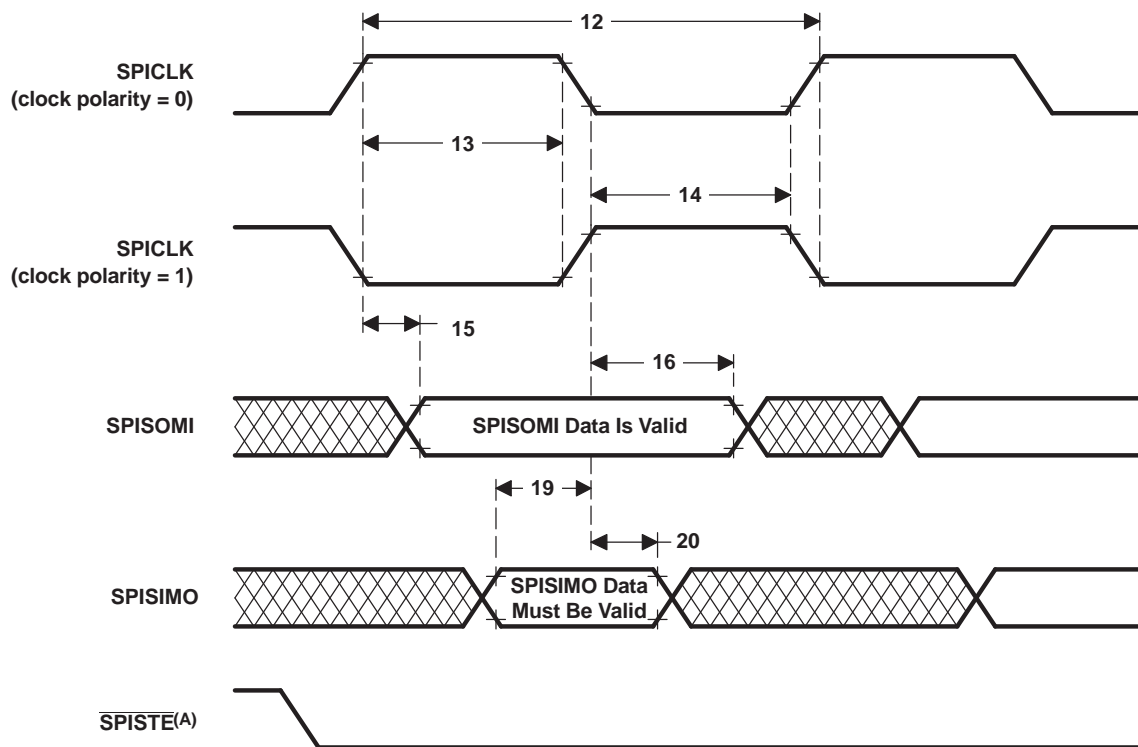 12
SPICLK
(clock polarity = 0)
13
14
SPICLK
(clock polarity = 1)
15
16
SPISOMI
SPISOMI Data Is Valid
19
20
SPISIMO
SPISIMO Data
Must Be Valid
SPISTE(A)